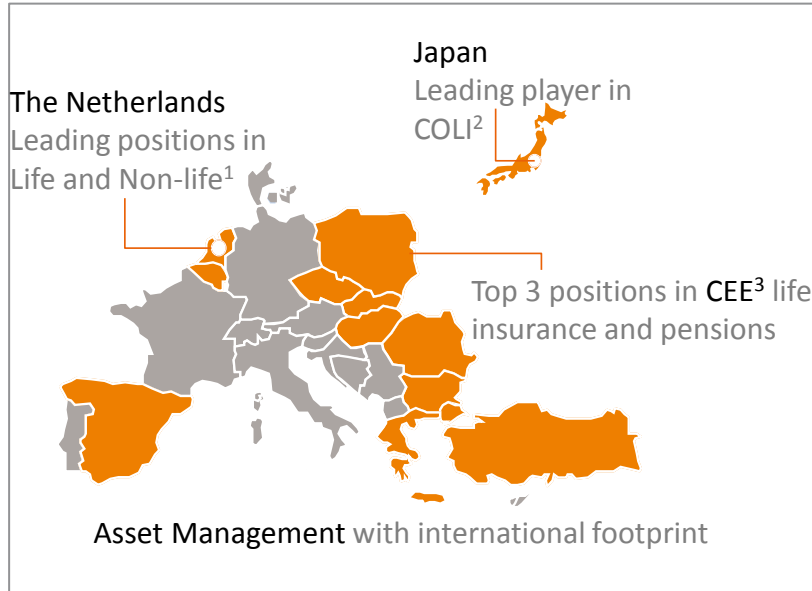 Japan
Leading player in
COLI²
The Netherlands
Leading positions in
Life and Non-life¹
Top 3 positions in CEE³ life
insurance and pensions
Asset Management with international footprint